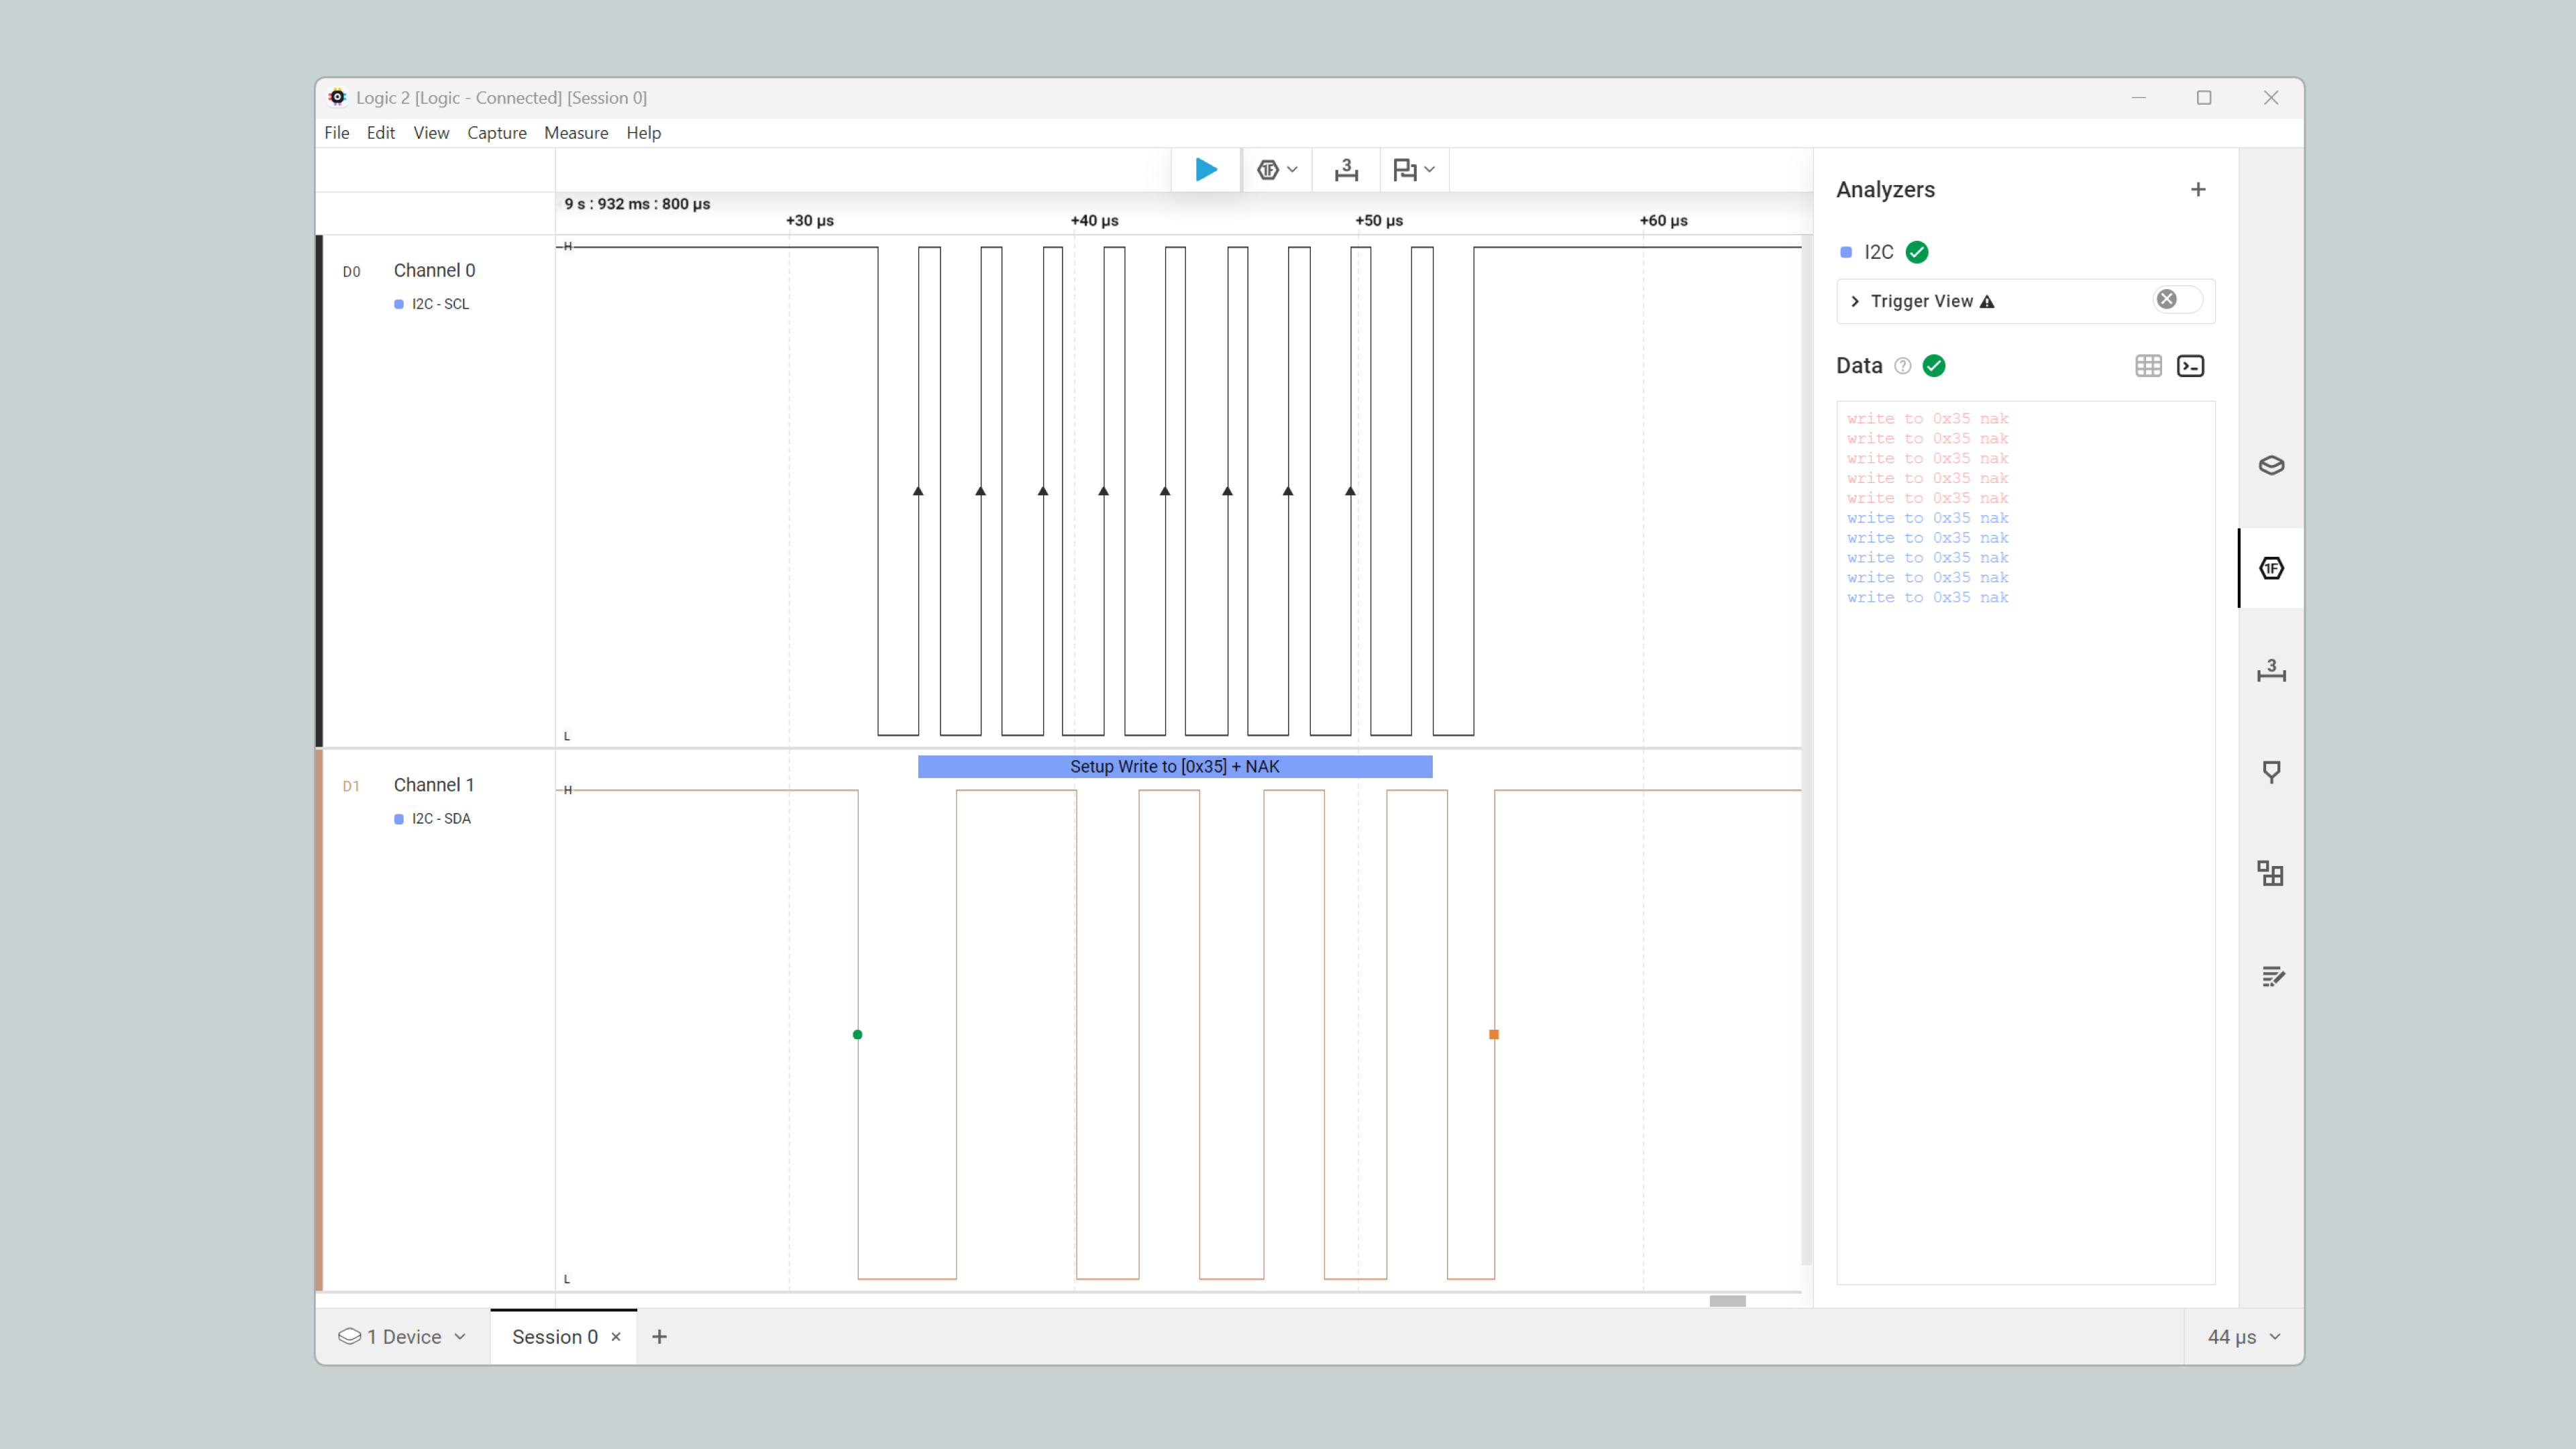 Logic 2 [Logic - Connected] [Session 0]
File Edit View Capture Measure Help
1F 3
9 s : 932 ms : 800 µs
+30 µs +40 µs +50 µs +60 µs
D0 Channel 0
I2C - SCL
H
L
D1 Channel 1
I2C - SDA
Setup Write to [0x35] + NAK
H
L
Analyzers +
I2C
Trigger View
Data ?
write to 0x35 nak
write to 0x35 nak
write to 0x35 nak
write to 0x35 nak
write to 0x35 nak
write to 0x35 nak
write to 0x35 nak
write to 0x35 nak
write to 0x35 nak
write to 0x35 nak
1F
3
1 Device Session 0 × + 44 µs